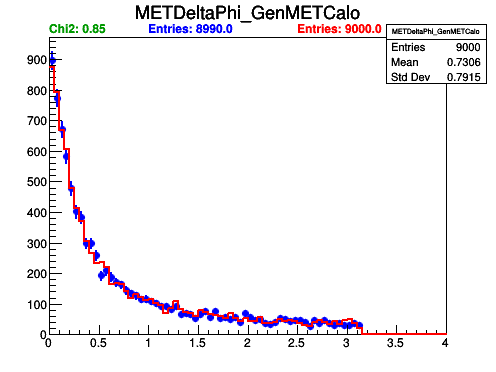 METDeltaPhi_GenMETCalo
Chi2: 0.85 Entries: 8990.0 Entries: 9000.0
METDeltaPhi_GenMETCalo
Entries 9000
Mean 0.7306
Std Dev 0.7915
900
800
700
600
500
400
300
200
100
0
0 0.5 1 1.5 2 2.5 3 3.5 4